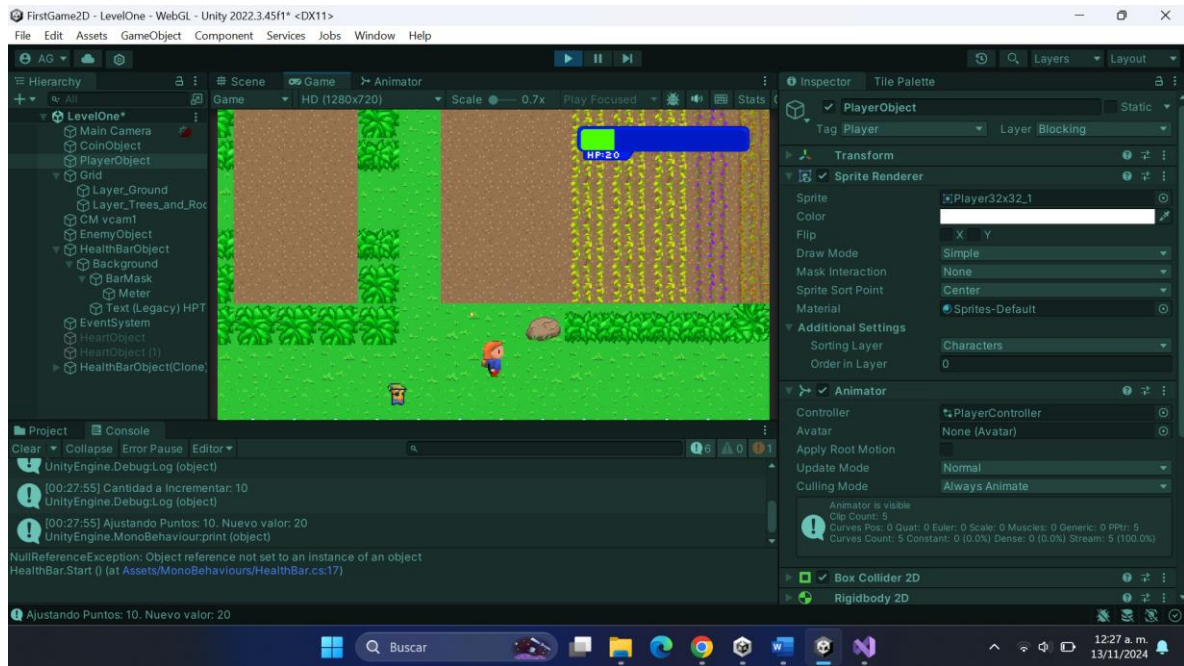 FirstGame2D - LevelOne - WebGL - Unity 2022.3.45f1* <DX11>
File Edit Assets GameObject Component Services Jobs Window Help
AG Layers Layout
Hierarchy
All
LevelOne*
Main Camera
CoinObject
PlayerObject
Grid
Layer_Ground
Layer_Trees_and_Roc
CM vcam1
EnemyObject
HealthBarObject
Background
BarMask
Meter
Text (Legacy) HPT
EventSystem
HeartObject
HeartObject (1)
HealthBarObject(Clone)
Scene Game Animator
Game HD (1280x720) Scale 0.7x Play Focused Stats
HP:20
Project Console
Clear Collapse Error Pause Editor 6 0 1
UnityEngine.Debug:Log (object)
[00:27:55] Cantidad a Incrementar: 10
UnityEngine.Debug:Log (object)
[00:27:55] Ajustando Puntos: 10. Nuevo valor: 20
UnityEngine.MonoBehaviour:print (object)
NullReferenceException: Object reference not set to an instance of an object
HealthBar.Start () (at Assets/MonoBehaviours/HealthBar.cs:17)
Ajustando Puntos: 10. Nuevo valor: 20
Inspector Tile Palette
PlayerObject Static
Tag Player Layer Blocking
Transform
Sprite Renderer
Sprite Player32x32_1
Color
Flip X Y
Draw Mode Simple
Mask Interaction None
Sprite Sort Point Center
Material Sprites-Default
Additional Settings
Sorting Layer Characters
Order in Layer 0
Animator
Controller PlayerController
Avatar None (Avatar)
Apply Root Motion
Update Mode Normal
Culling Mode Always Animate
Animator is visible
Clip Count: 5
Curves Pos: 0 Quat: 0 Euler: 0 Scale: 0 Muscles: 0 Generic: 0 PPtr: 5
Curves Count: 5 Constant: 0 (0.0%) Dense: 0 (0.0%) Stream: 5 (100.0%)
Box Collider 2D
Rigidbody 2D
Buscar
12:27 a. m.
13/11/2024